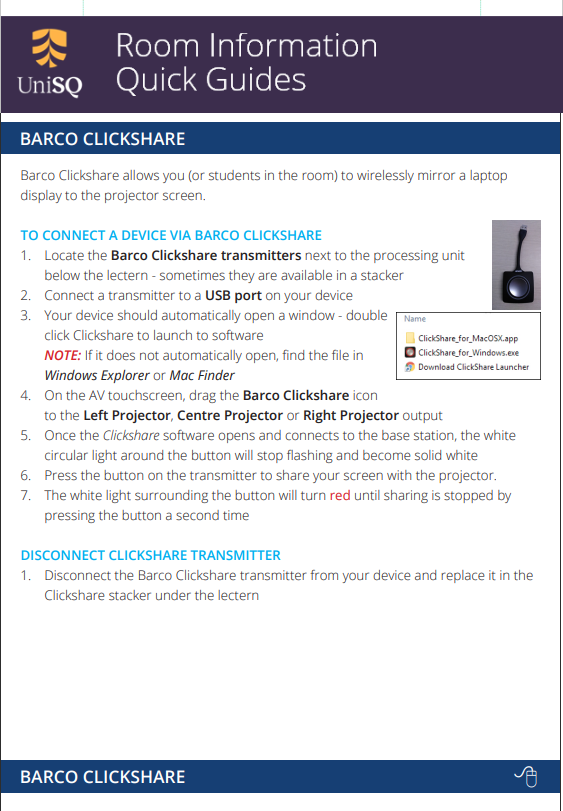 UniSQ
Room Information
Quick Guides
BARCO CLICKSHARE
Barco Clickshare allows you (or students in the room) to wirelessly mirror a laptop
display to the projector screen.
TO CONNECT A DEVICE VIA BARCO CLICKSHARE
1. Locate the Barco Clickshare transmitters next to the processing unit
below the lectern - sometimes they are available in a stacker
2. Connect a transmitter to a USB port on your device
3. Your device should automatically open a window - double
click Clickshare to launch to software
NOTE: If it does not automatically open, find the file in
Windows Explorer or Mac Finder
Name
ClickShare_for_MacOSX.app
ClickShare_for_Windows.exe
Download ClickShare Launcher
4. On the AV touchscreen, drag the Barco Clickshare icon
to the Left Projector, Centre Projector or Right Projector output
5. Once the Clickshare software opens and connects to the base station, the white
circular light around the button will stop flashing and become solid white
6. Press the button on the transmitter to share your screen with the projector.
7. The white light surrounding the button will turn red until sharing is stopped by
pressing the button a second time
DISCONNECT CLICKSHARE TRANSMITTER
1. Disconnect the Barco Clickshare transmitter from your device and replace it in the
Clickshare stacker under the lectern
BARCO CLICKSHARE